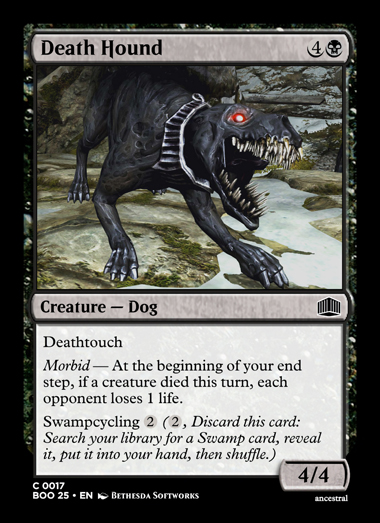 Death Hound 4
Creature — Dog
Deathtouch
Morbid — At the beginning of your end
step, if a creature died this turn, each
opponent loses 1 life.
Swampcycling 2 (2, Discard this card:
Search your library for a Swamp card, reveal
it, put it into your hand, then shuffle.)
4/4
C 0017
BOO 25 • EN Bethesda Softworks
ancestral